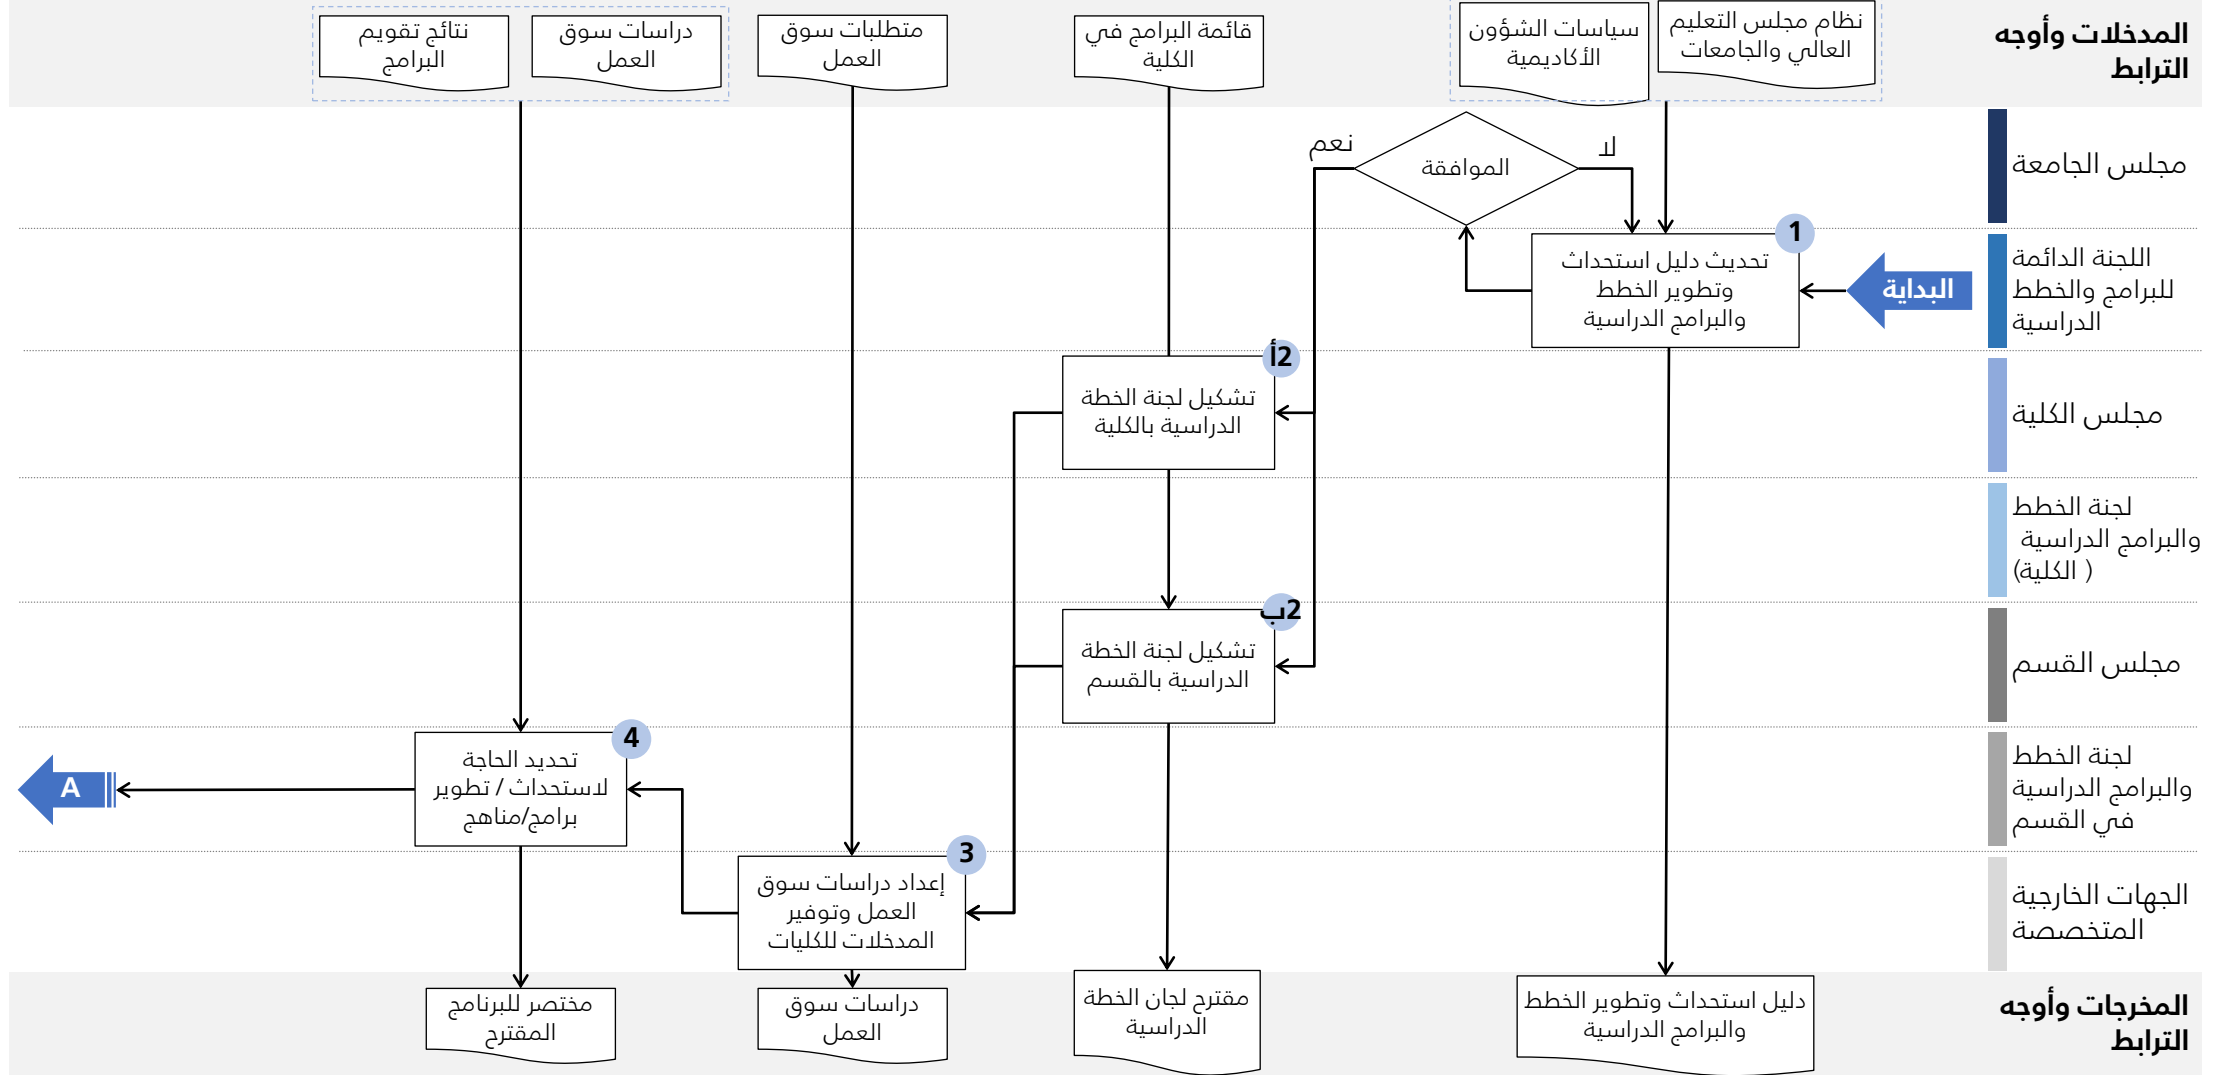 المدخلات وأوجه
الترابط
نظام مجلس التعليم
العالي والجامعات
سياسات الشؤون
الأكاديمية
قائمة البرامج في
الكلية
متطلبات سوق
العمل
دراسات سوق
العمل
نتائج تقويم
البرامج
مجلس الجامعة
لا
الموافقة
نعم
اللجنة الدائمة
للبرامج والخطط
الدراسية
البداية
1
تحديث دليل استحداث
وتطوير الخطط
والبرامج الدراسية
مجلس الكلية
2أ
تشكيل لجنة الخطة
الدراسية بالكلية
لجنة الخطط
والبرامج الدراسية
( الكلية)
مجلس القسم
2ب
تشكيل لجنة الخطة
الدراسية بالقسم
لجنة الخطط
والبرامج الدراسية
في القسم
4
تحديد الحاجة
لاستحداث / تطوير
برامج/مناهج
A
الجهات الخارجية
المتخصصة
3
إعداد دراسات سوق
العمل وتوفير
المدخلات للكليات
المخرجات وأوجه
الترابط
دليل استحداث وتطوير الخطط
والبرامج الدراسية
مقترح لجان الخطة
الدراسية
دراسات سوق
العمل
مختصر للبرنامج
المقترح